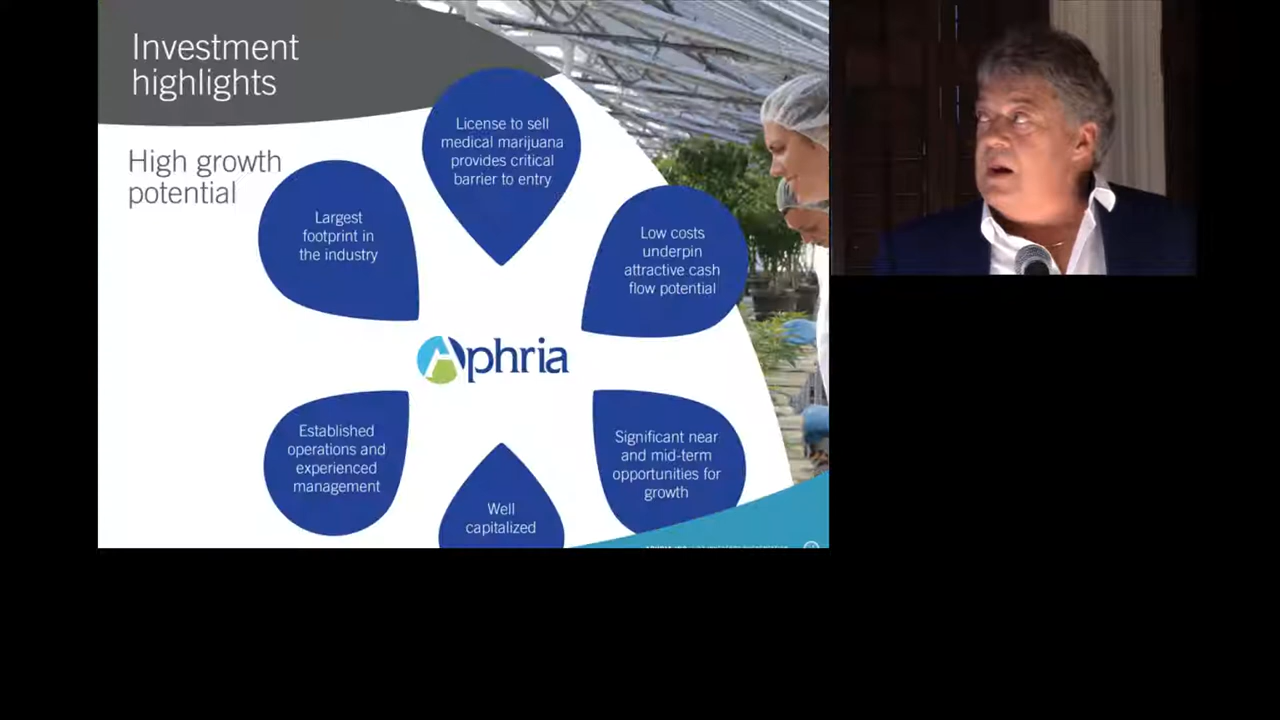 Investment
highlights
High growth
potential
License to sell
medical marijuana
provides critical
barrier to entry
Largest
footprint in
the industry
Low costs
underpin
attractive cash
flow potential
Aphria
Established
operations and
experienced
management
Significant near
and mid-term
opportunities for
growth
Well
capitalized